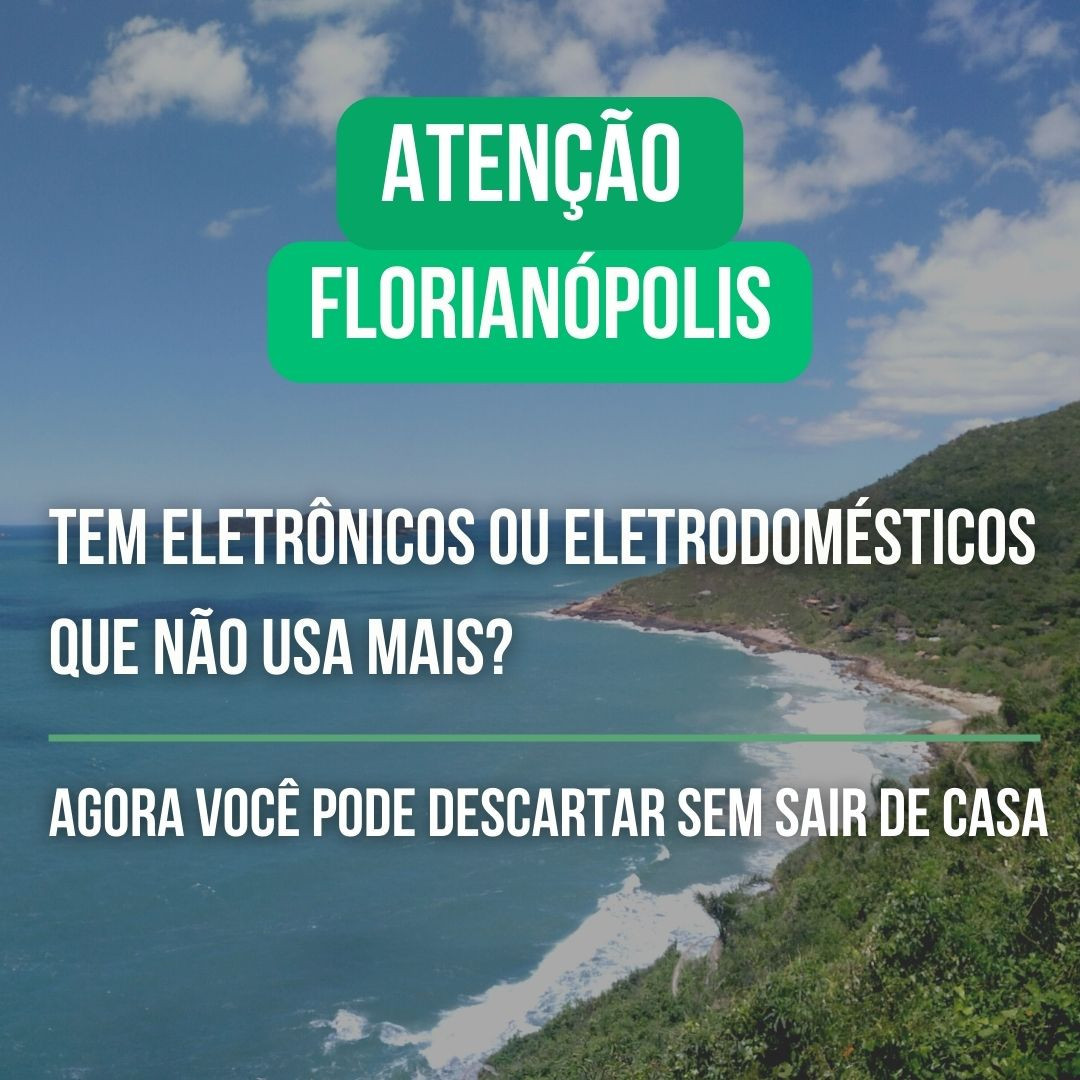 ATENÇÃO
FLORIANÓPOLIS
TEM ELETRÔNICOS OU ELETRODOMÉSTICOS
QUE NÃO USA MAIS?
AGORA VOCÊ PODE DESCARTAR SEM SAIR DE CASA